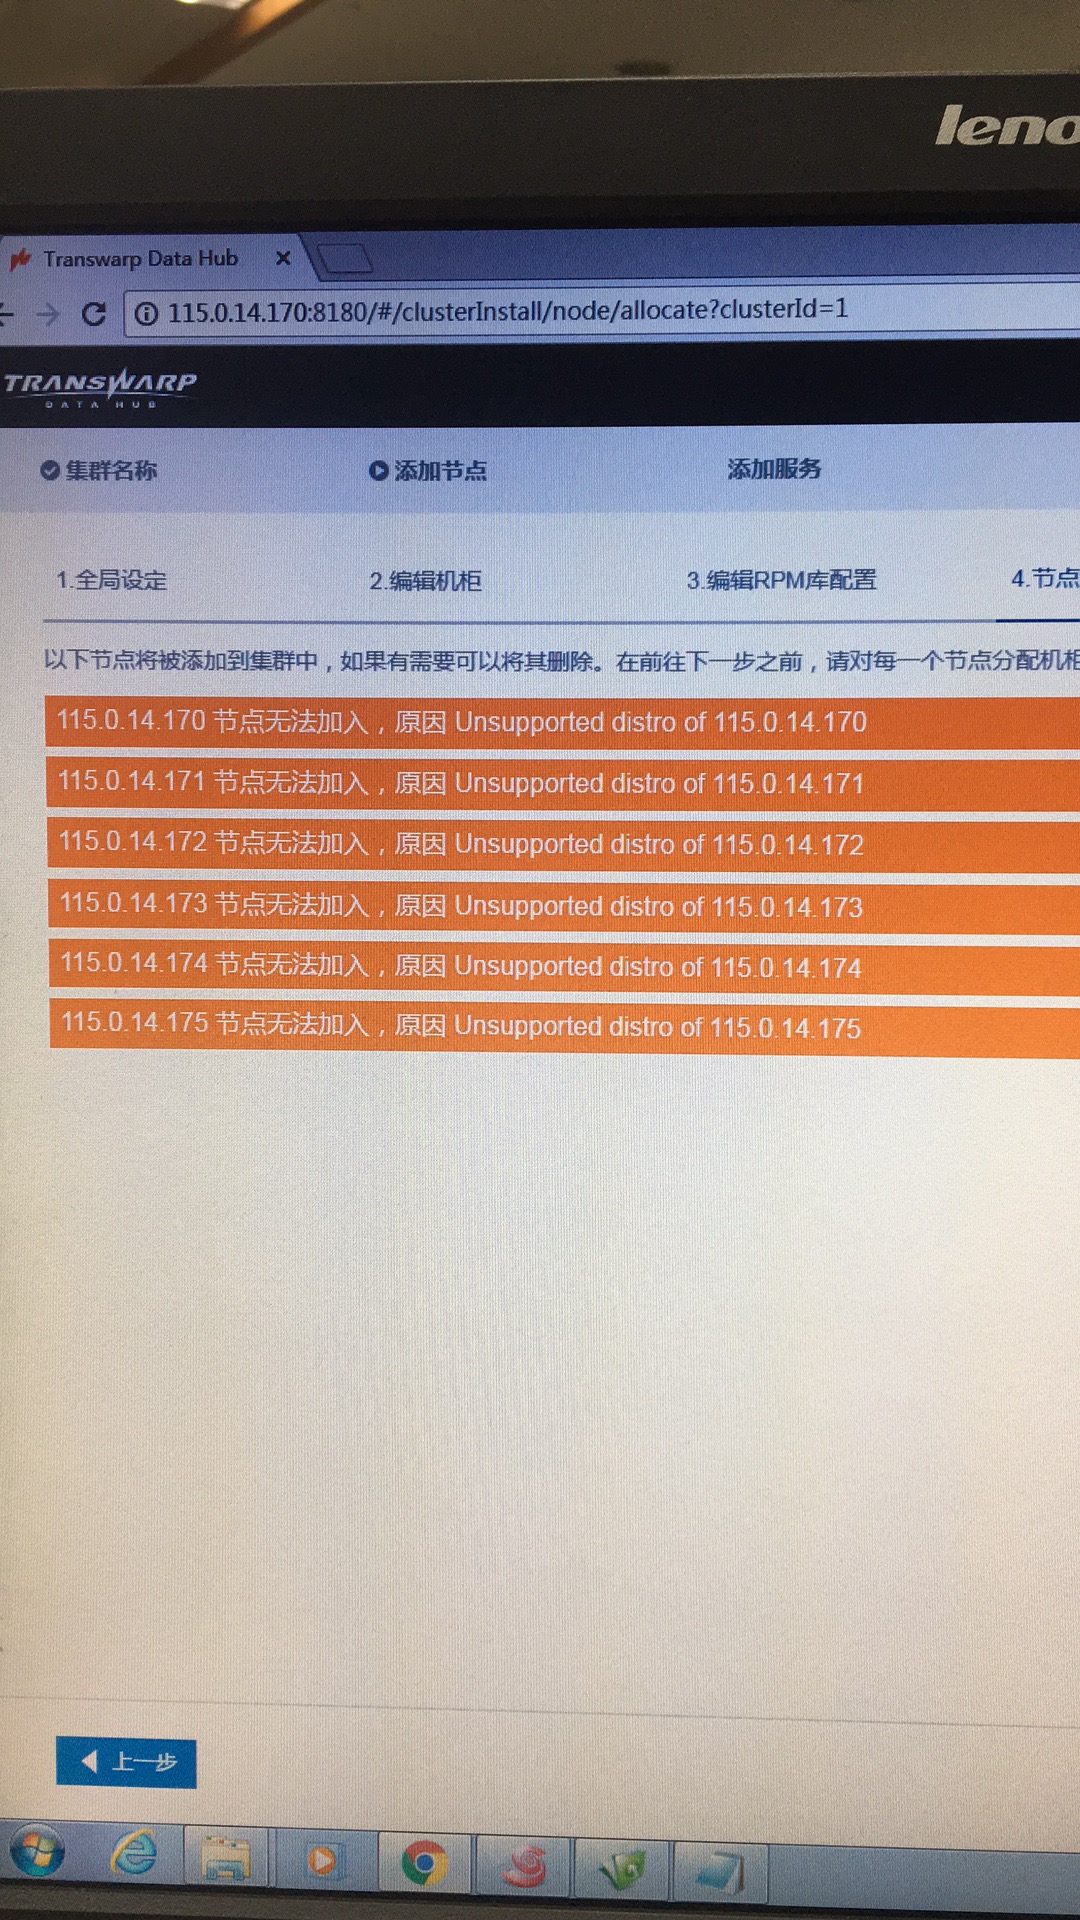 leno
Transwarp Data Hub
115.0.14.170:8180/#/clusterInstall/node/allocate?clusterId=1
TRANSWARP
DATA HUB
集群名称 添加节点 添加服务
1.全局设定 2.编辑机柜 3.编辑RPM库配置 4.节点
以下节点将被添加到集群中，如果有需要可以将其删除。在前往下一步之前，请对每一个节点分配机柜
115.0.14.170 节点无法加入，原因 Unsupported distro of 115.0.14.170
115.0.14.171 节点无法加入，原因 Unsupported distro of 115.0.14.171
115.0.14.172 节点无法加入，原因 Unsupported distro of 115.0.14.172
115.0.14.173 节点无法加入，原因 Unsupported distro of 115.0.14.173
115.0.14.174 节点无法加入，原因 Unsupported distro of 115.0.14.174
115.0.14.175 节点无法加入，原因 Unsupported distro of 115.0.14.175
上一步